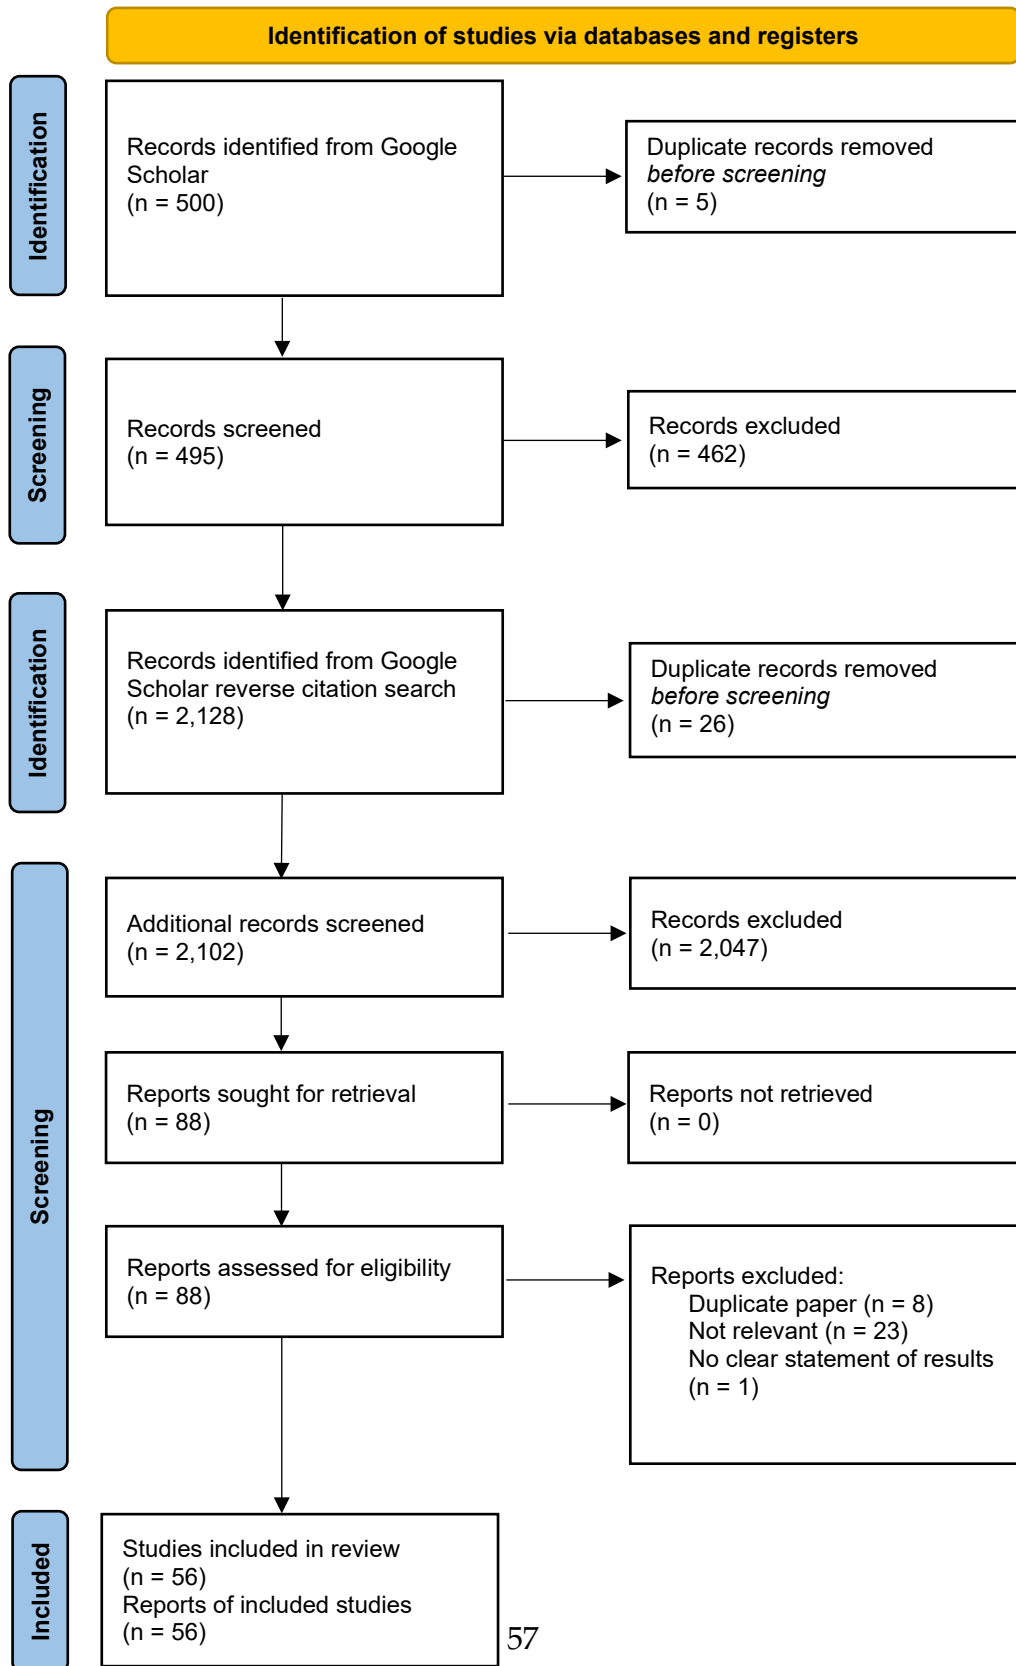 Identification of studies via databases and registers
Identification
Records identified from Google
Scholar
(n = 500)
Duplicate records removed
before screening
(n = 5)
Screening
Records screened
(n = 495)
Records excluded
(n = 462)
Identification
Records identified from Google
Scholar reverse citation search
(n = 2,128)
Duplicate records removed
before screening
(n = 26)
Screening
Additional records screened
(n = 2,102)
Records excluded
(n = 2,047)
Reports sought for retrieval
(n = 88)
Reports not retrieved
(n = 0)
Reports assessed for eligibility
(n = 88)
Reports excluded:
Duplicate paper (n = 8)
Not relevant (n = 23)
No clear statement of results
(n = 1)
Included
Studies included in review
(n = 56)
Reports of included studies
(n = 56)
57